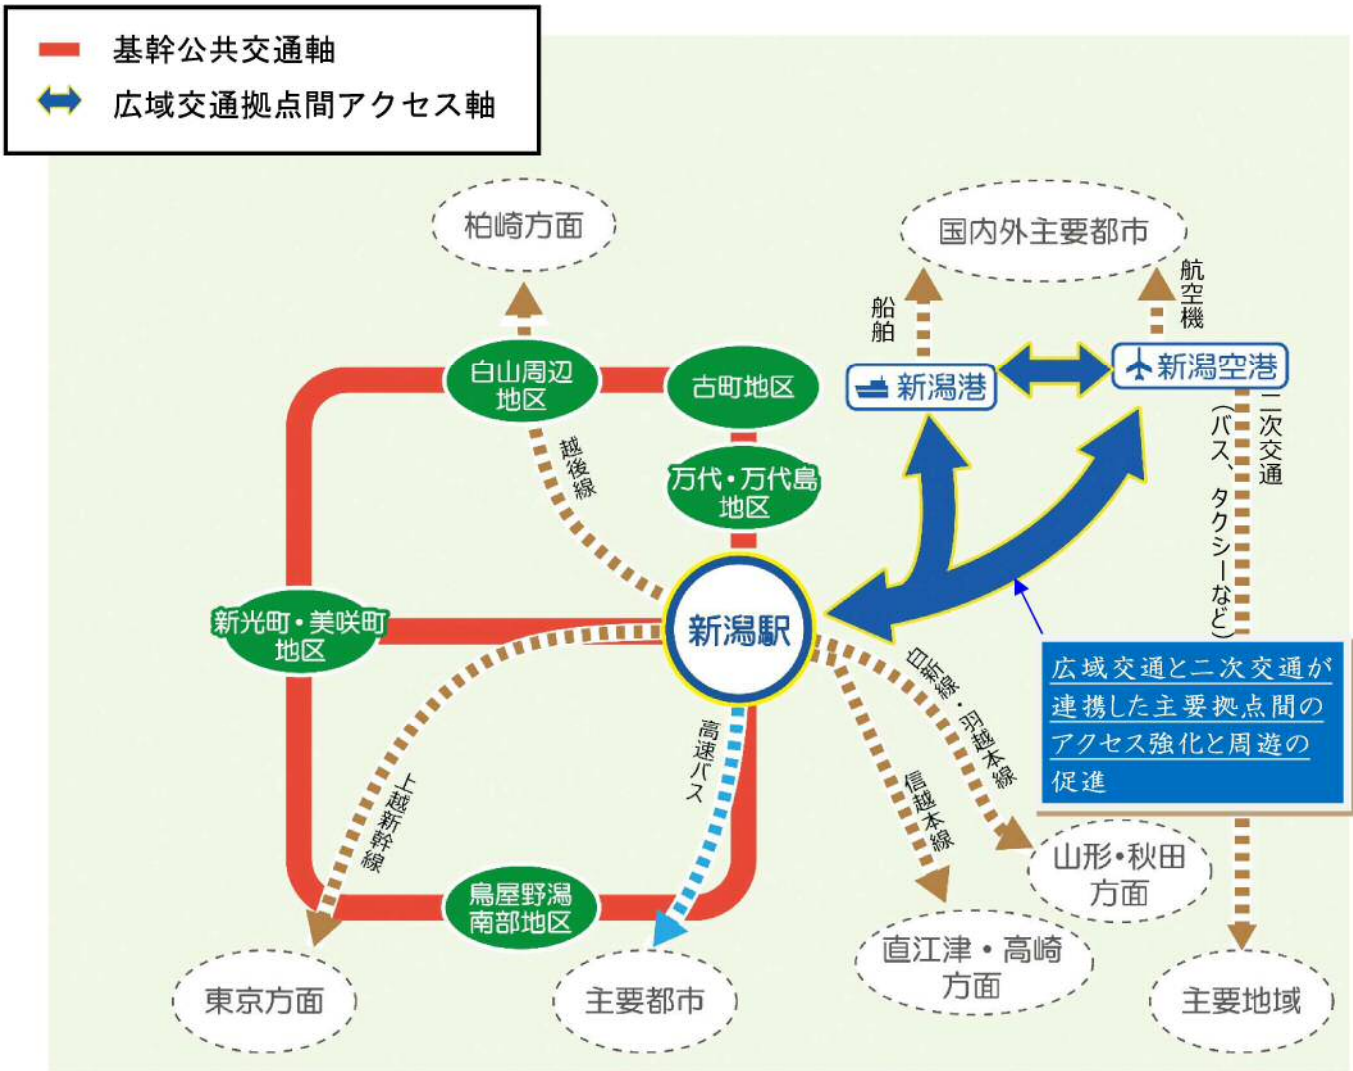 基幹公共交通軸
広域交通拠点間アクセス軸
柏崎方面
国内外主要都市
船舶
航空機
白山周辺
地区
古町地区
新潟港
新潟空港
二次交通
(バス、タクシーなど)
越後線
万代・万代島
地区
新光町・美咲町
地区
新潟駅
白新線・羽越本線
信越本線
高速バス
上越新幹線
広域交通と二次交通が
連携した主要拠点間の
アクセス強化と周遊の
促進
鳥屋野潟
南部地区
山形・秋田
方面
直江津・高崎
方面
東京方面
主要都市
主要地域